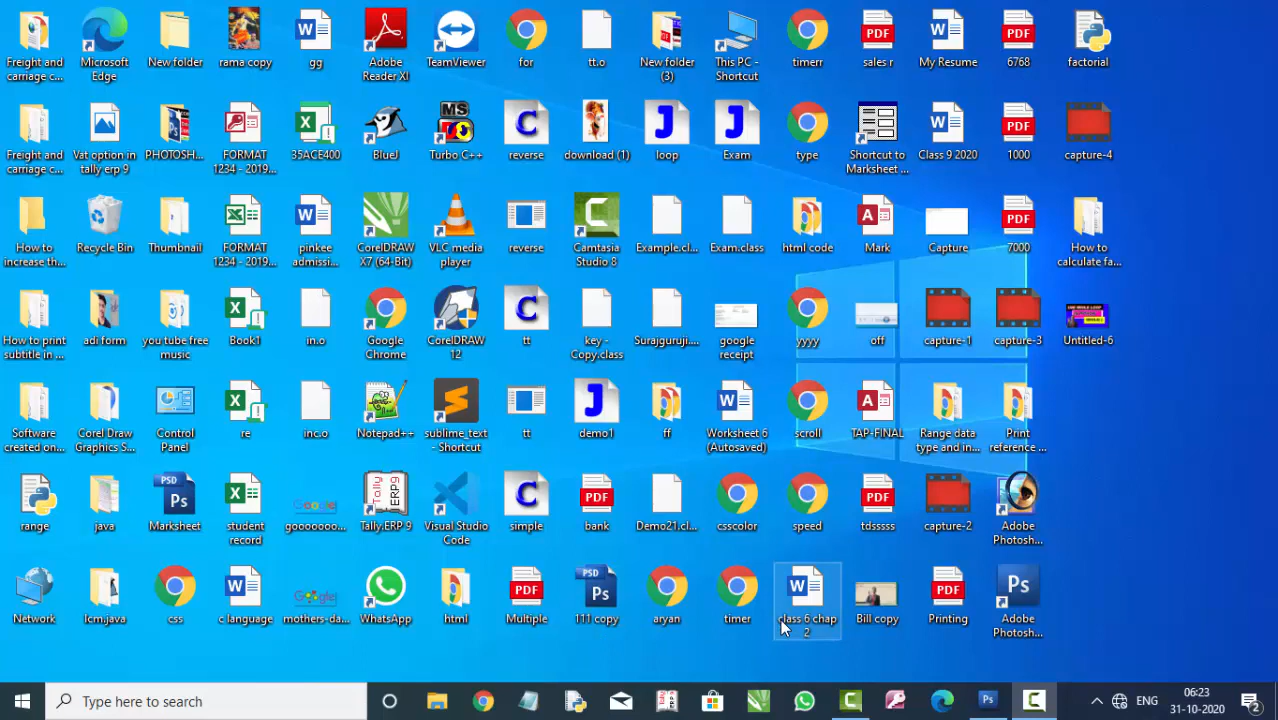 Freight and
carriage c...
Microsoft
Edge
New folder
rama copy
gg
Adobe
Reader XI
TeamViewer
for
tt.o
New folder
(3)
This PC -
Shortcut
timerr
sales r
My Resume
6768
factorial
Freight and
carriage c...
Vat option in
tally erp 9
PHOTOSH...
FORMAT
1234 - 2019...
35ACE400
BlueJ
Turbo C++
reverse
download (1)
loop
Exam
type
Shortcut to
Marksheet ...
Class 9 2020
1000
capture-4
How to
increase th...
Recycle Bin
Thumbnail
FORMAT
1234 - 2019...
pinkee
admissi...
CorelDRAW
X7 (64-Bit)
VLC media
player
reverse
Camtasia
Studio 8
Example.cl...
Exam.class
html code
Mark
Capture
7000
How to
calculate fa...
How to print
subtitle in ...
adi form
you tube free
music
Book1
in.o
Google
Chrome
CorelDRAW
12
tt
key -
Copy.class
Surajguruji....
google
receipt
yyyy
off
capture-1
capture-3
Untitled-6
Software
created on...
Corel Draw
Graphics S...
Control
Panel
re
inc.o
Notepad++
sublime_text
- Shortcut
tt
demo1
ff
Worksheet 6
(Autosaved)
scroll
TAP-FINAL
Range data
type and in...
Print
reference ...
range
java
Marksheet
student
record
gooooooo...
Tally.ERP 9
Visual Studio
Code
simple
bank
Demo21.cl...
csscolor
speed
tdsssss
capture-2
Adobe
Photosh...
Network
lcm.java
css
c language
mothers-da...
WhatsApp
html
Multiple
111 copy
aryan
timer
class 6 chap
2
Bill copy
Printing
Adobe
Photosh...
Type here to search
ENG
06:23
31-10-2020
2